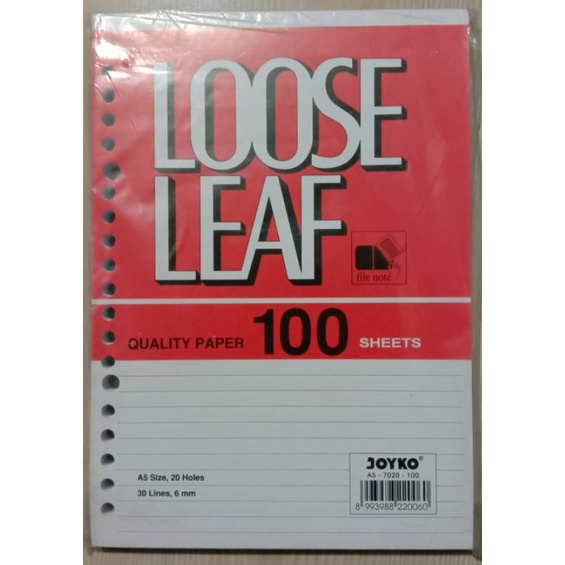 LOOSE
LEAF
file note
QUALITY PAPER 100 SHEETS
A5 Size, 20 Holes
30 Lines, 6 mm
JOYKO®
A5 - 7020 - 100
8 993988 220060